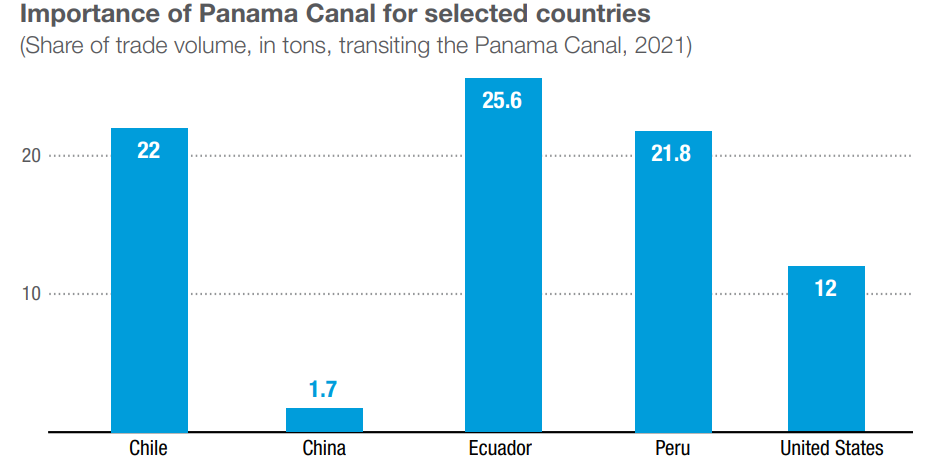 Importance of Panama Canal for selected countries
(Share of trade volume, in tons, transiting the Panama Canal, 2021)
25.6
22
21.8
20
12
10
1.7
Chile
China
Ecuador
Peru
United States